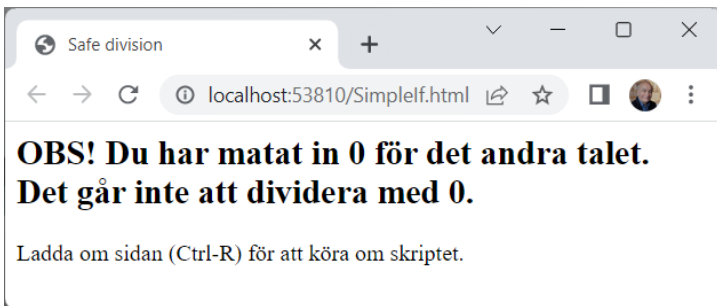 Safe division
localhost:53810/SimpleIf.html
OBS! Du har matat in 0 för det andra talet.
Det går inte att dividera med 0.
Ladda om sidan (Ctrl-R) för att köra om skriptet.